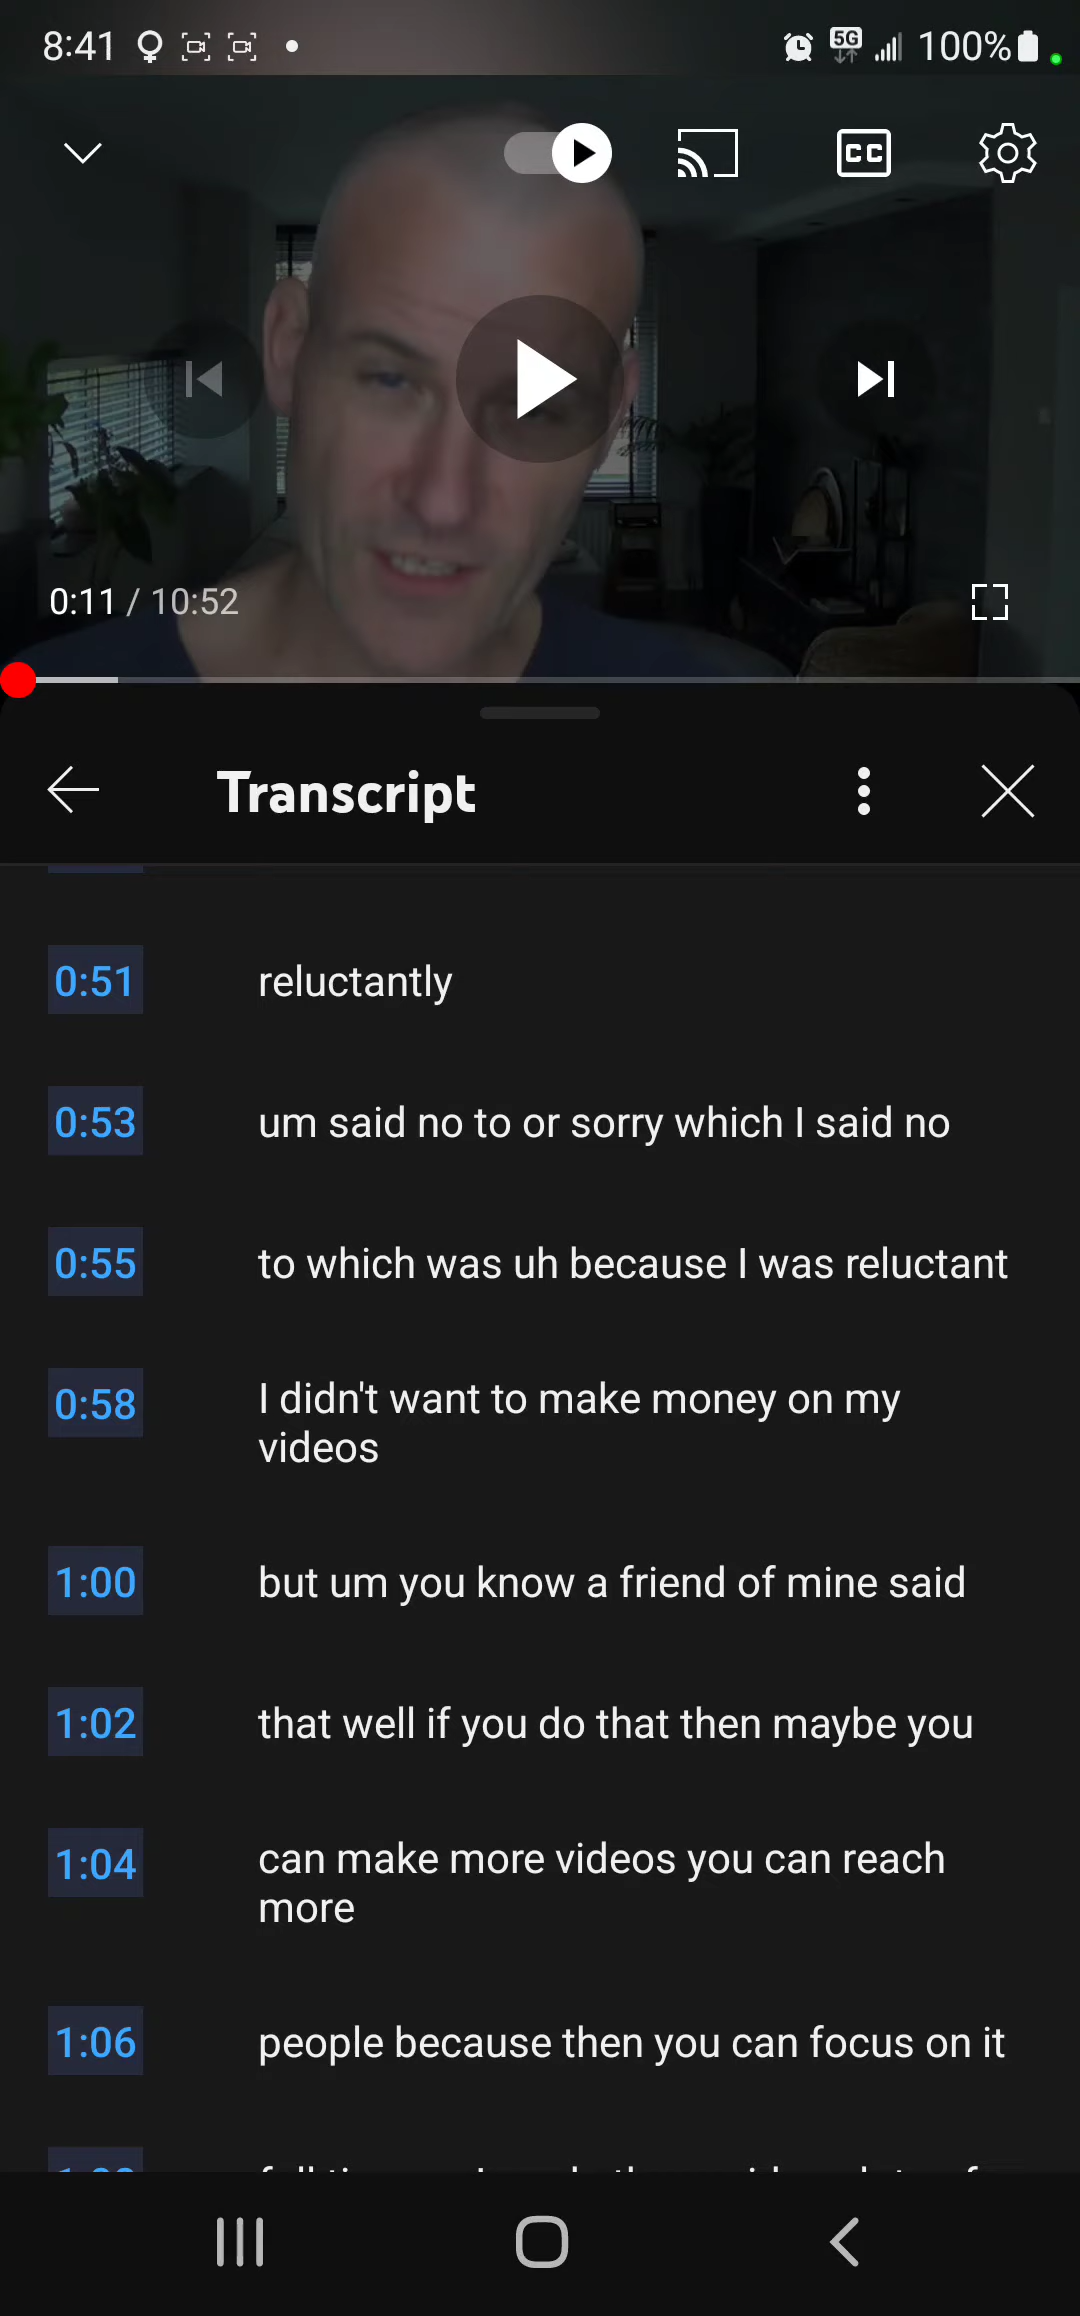 8:41 5G 100%
CC
0:11 / 10:52
Transcript
0:51 reluctantly
0:53 um said no to or sorry which I said no
0:55 to which was uh because I was reluctant
0:58 I didn't want to make money on my
videos
1:00 but um you know a friend of mine said
1:02 that well if you do that then maybe you
1:04 can make more videos you can reach
more
1:06 people because then you can focus on it